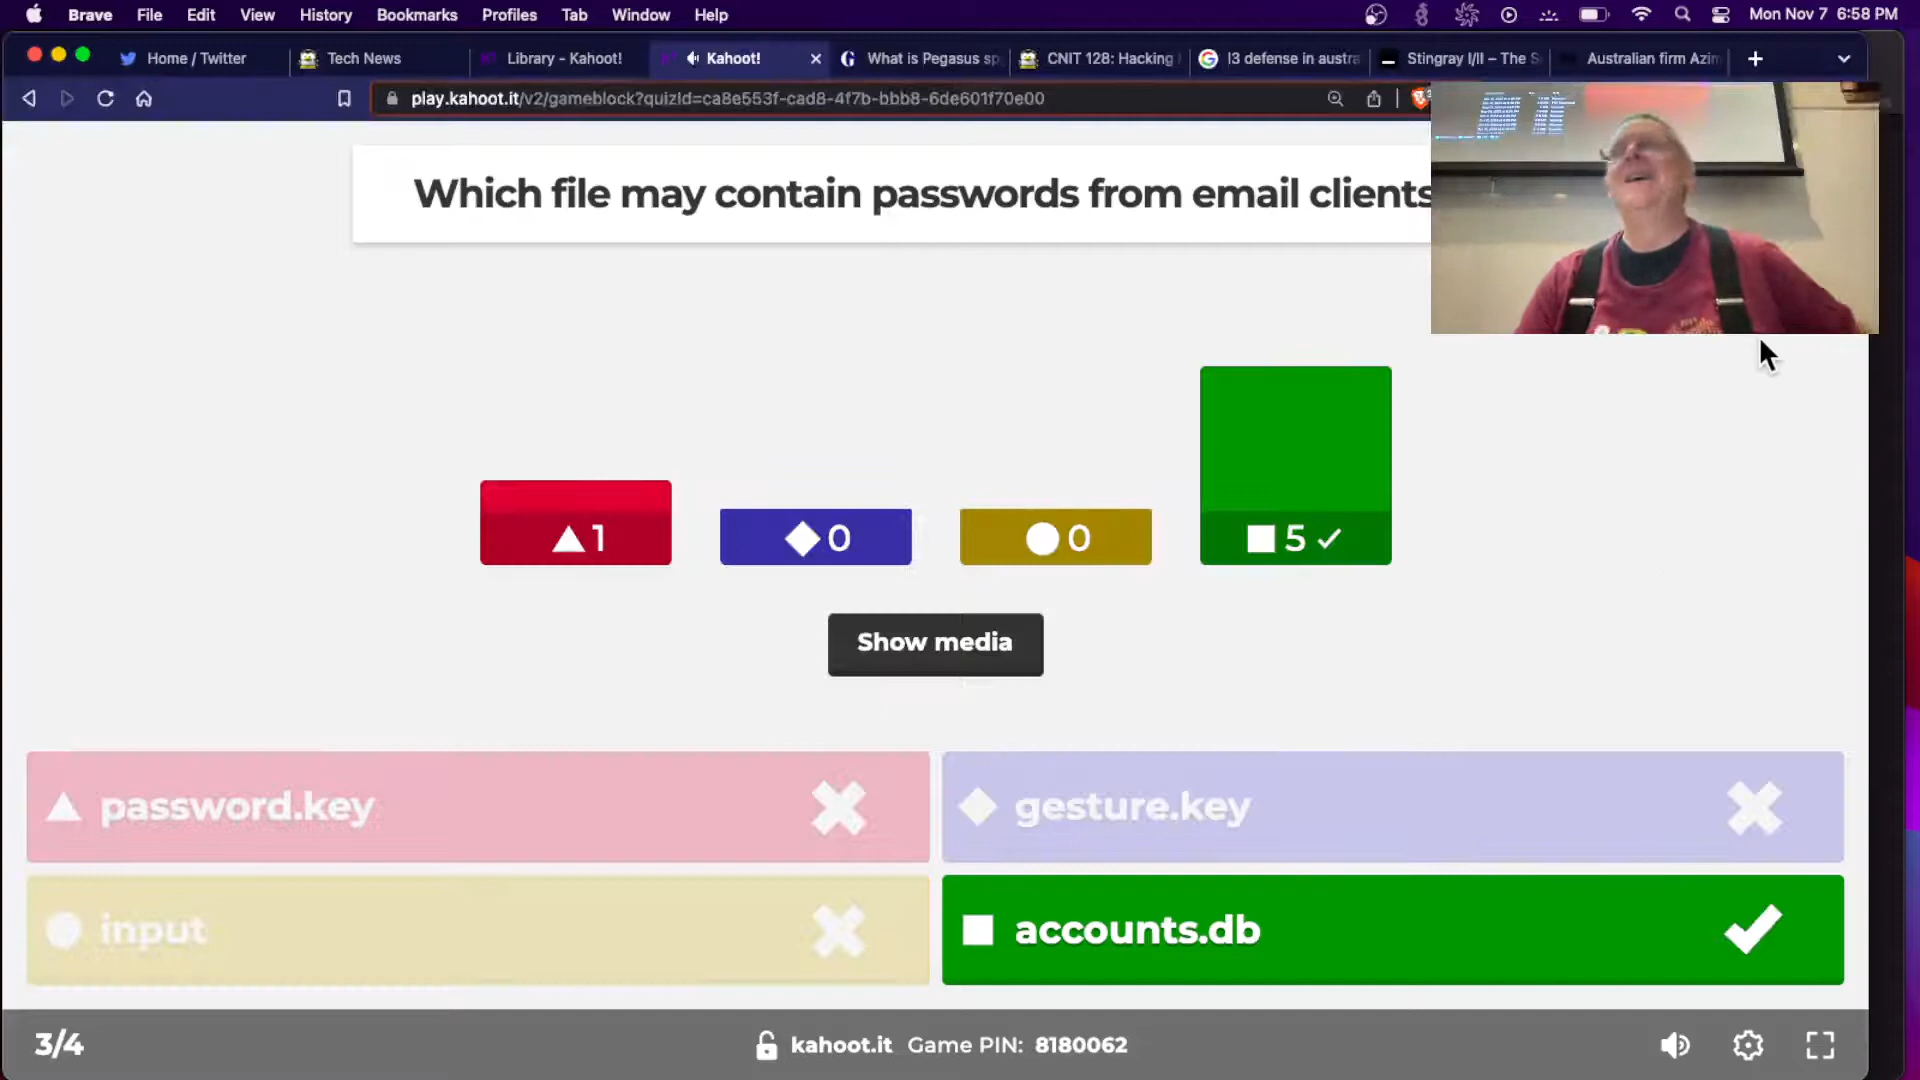 Brave File Edit View History Bookmarks Profiles Tab Window Help Mon Nov 7 6:58 PM
Home / Twitter Tech News Library - Kahoot! Kahoot! What is Pegasus sp CNIT 128: Hacking I3 defense in austra Stingray I/II – The S Australian firm Azim
play.kahoot.it/v2/gameblock?quizId=ca8e553f-cad8-4f7b-bbb8-6de601f70e00
Which file may contain passwords from email clients
1 0 0 5
Show media
password.key
gesture.key
input
accounts.db
3/4 kahoot.it Game PIN: 8180062